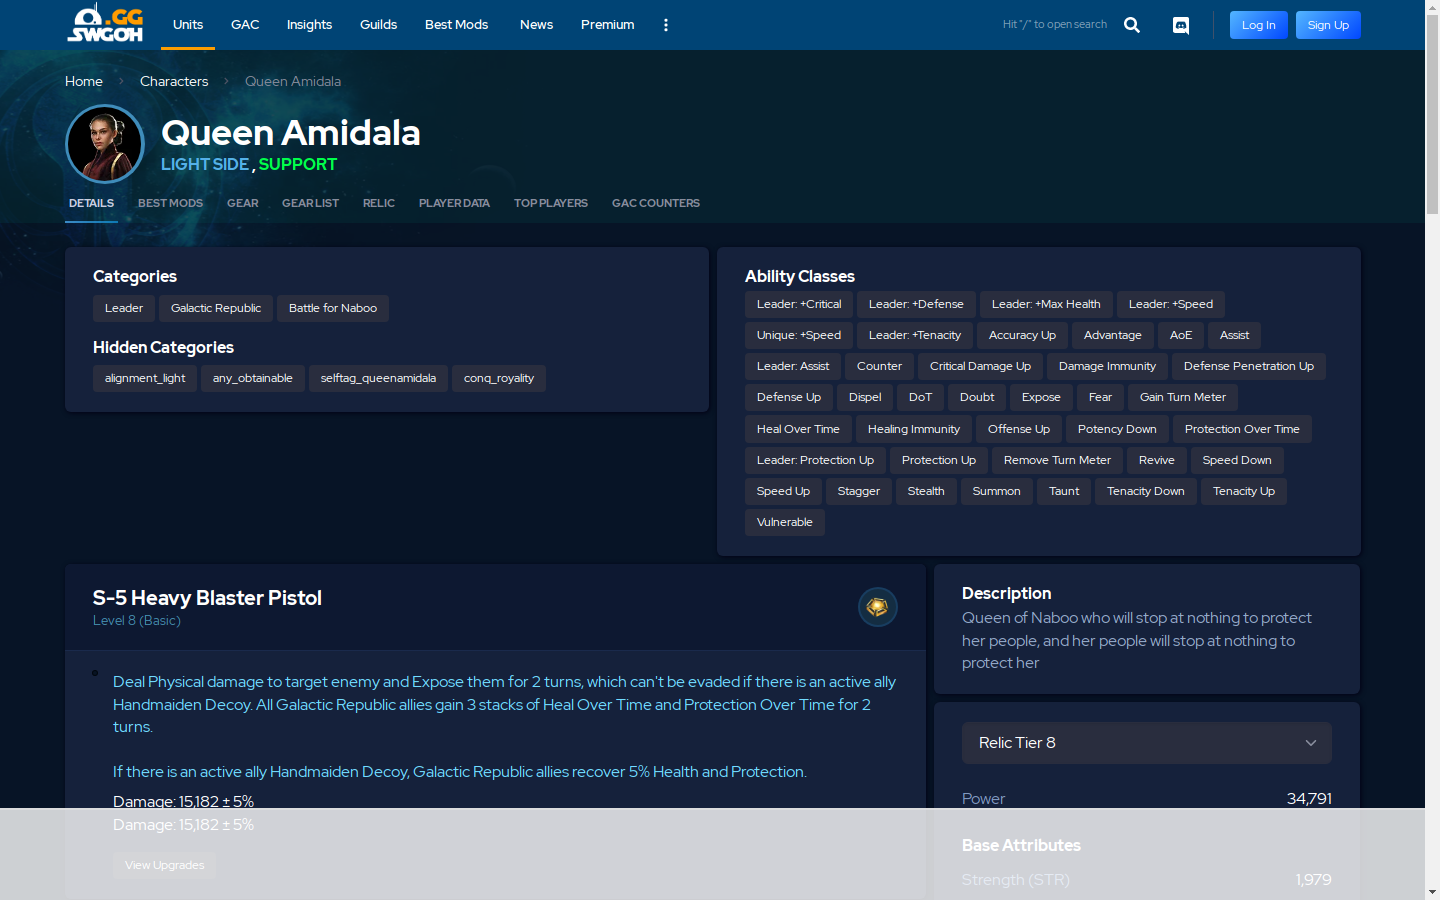 .GG
SWGOH
Units
GAC
Insights
Guilds
Best Mods
News
Premium
Hit "/" to open search
Log In
Sign Up
Home
Characters
Queen Amidala
Queen Amidala
LIGHT SIDE , SUPPORT
DETAILS
BEST MODS
GEAR
GEAR LIST
RELIC
PLAYER DATA
TOP PLAYERS
GAC COUNTERS
Categories
Leader
Galactic Republic
Battle for Naboo
Hidden Categories
alignment_light
any_obtainable
selftag_queenamidala
conq_royality
Ability Classes
Leader: +Critical
Leader: +Defense
Leader: +Max Health
Leader: +Speed
Unique: +Speed
Leader: +Tenacity
Accuracy Up
Advantage
AoE
Assist
Leader: Assist
Counter
Critical Damage Up
Damage Immunity
Defense Penetration Up
Defense Up
Dispel
DoT
Doubt
Expose
Fear
Gain Turn Meter
Heal Over Time
Healing Immunity
Offense Up
Potency Down
Protection Over Time
Leader: Protection Up
Protection Up
Remove Turn Meter
Revive
Speed Down
Speed Up
Stagger
Stealth
Summon
Taunt
Tenacity Down
Tenacity Up
Vulnerable
S-5 Heavy Blaster Pistol
Level 8 (Basic)
Deal Physical damage to target enemy and Expose them for 2 turns, which can't be evaded if there is an active ally
Handmaiden Decoy. All Galactic Republic allies gain 3 stacks of Heal Over Time and Protection Over Time for 2
turns.
If there is an active ally Handmaiden Decoy, Galactic Republic allies recover 5% Health and Protection.
Damage: 15,182 ± 5%
Damage: 15,182 ± 5%
View Upgrades
Description
Queen of Naboo who will stop at nothing to protect
her people, and her people will stop at nothing to
protect her
Relic Tier 8
Power
34,791
Base Attributes
Strength (STR)
1,979